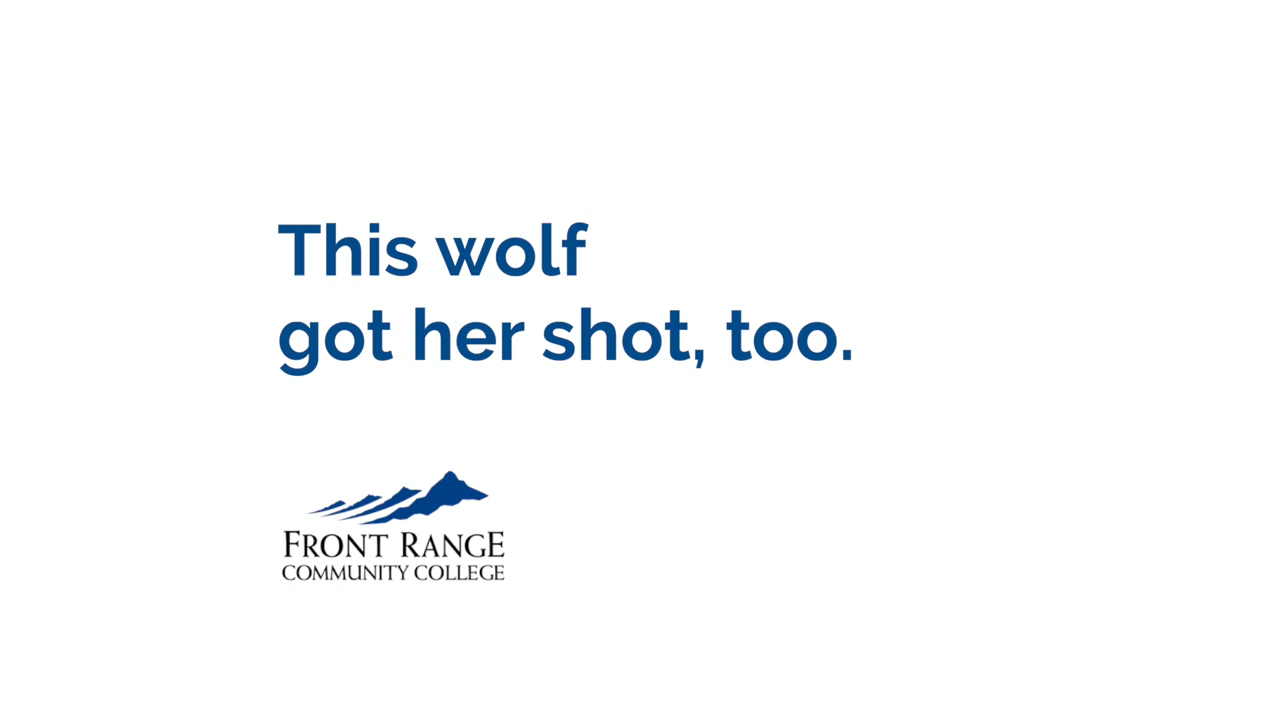 This wolf
got her shot, too.
FRONT RANGE
COMMUNITY COLLEGE